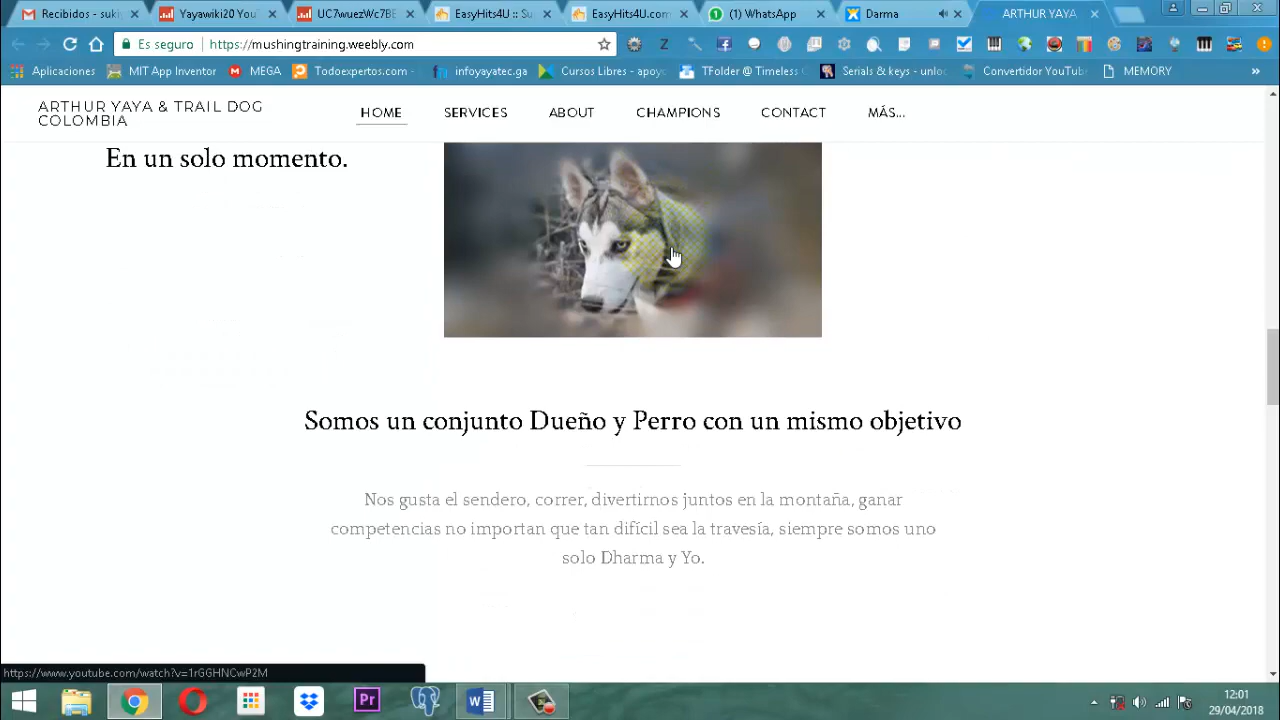 Recibidos - sukig
Yayawiki20 YouT
UC7wuezWc7BE
EasyHits4U :: Su
EasyHits4U.com
(1) WhatsApp
Darma
ARTHUR YAYA
Es seguro
https://mushingtraining.weebly.com
Aplicaciones
MIT App Inventor
MEGA
Todoexpertos.com -
infoyayatec.ga
Cursos Libres - apoyo
TFolder @ Timeless
Serials & keys - unloc
Convertidor YouTube
MEMORY
»
ARTHUR YAYA & TRAIL DOG
COLOMBIA
HOME
SERVICES
ABOUT
CHAMPIONS
CONTACT
MÁS...
En un solo momento.
Somos un conjunto Dueño y Perro con un mismo objetivo
Nos gusta el sendero, correr, divertirnos juntos en la montaña, ganar
competencias no importan que tan difícil sea la travesía, siempre somos uno
solo Dharma y Yo.
https://www.youtube.com/watch?v=1rGGHNCwP2M
12:01
29/04/2018